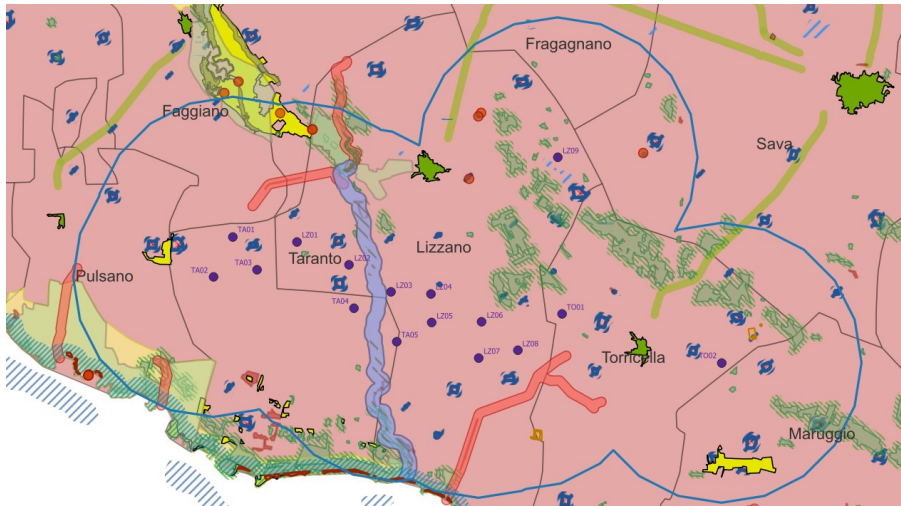 Fragagnano
Faggiano
Sava
LZ09
TA01
LZ01
Lizzano
Taranto
LZ02
TA03
TA02
Pulsano
LZ03
LZ04
TA04
TO01
LZ05
LZ06
TA05
LZ08
LZ07
Torricella
TO02
Maruggio